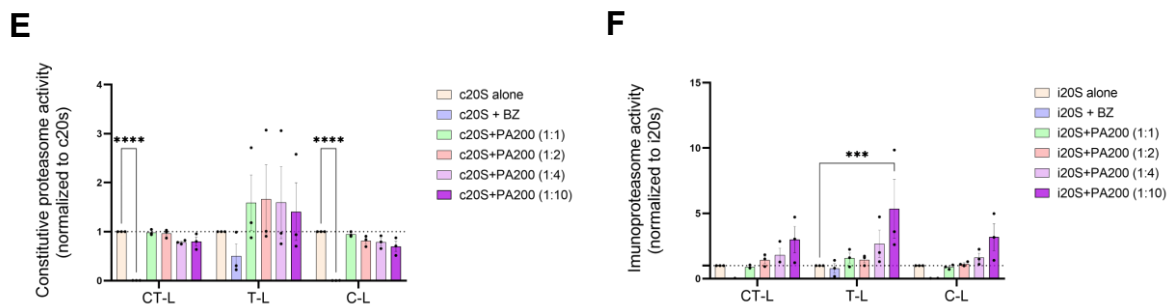 E
Constitutive proteasome activity
(normalized to c20s)
4
3
2
1
0
****
****
CT-L
T-L
C-L
c20S alone
c20S + BZ
c20S+PA200 (1:1)
c20S+PA200 (1:2)
c20S+PA200 (1:4)
c20S+PA200 (1:10)
F
Imunoproteasome activity
(normalized to i20s)
15
10
5
1
***
CT-L
T-L
C-L
i20S alone
i20S + BZ
i20S+PA200 (1:1)
i20S+PA200 (1:2)
i20S+PA200 (1:4)
i20S+PA200 (1:10)